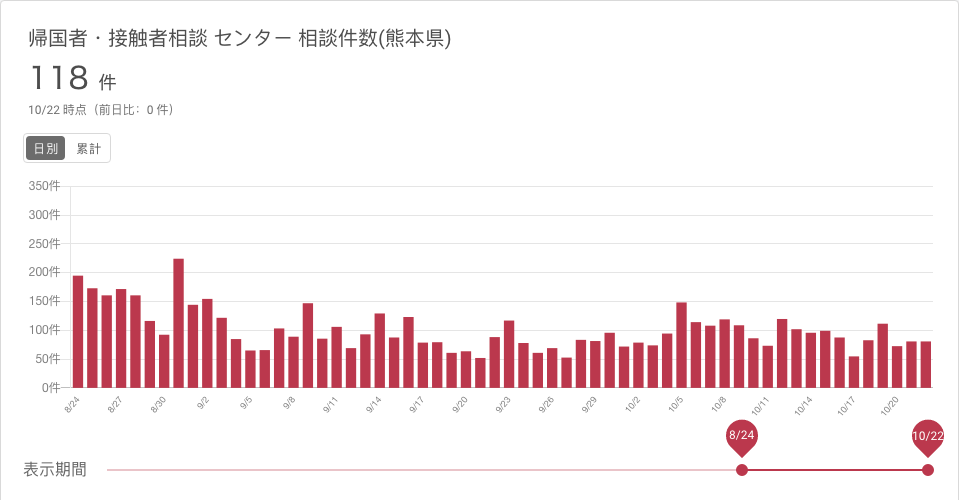 帰国者・接触者相談 センター 相談件数(熊本県)
118 件
10/22 時点（前日比：0 件）
日別 累計
350件
300件
250件
200件
150件
100件
50件
0件
8/24 8/27 8/30 9/2 9/5 9/8 9/11 9/14 9/17 9/20 9/23 9/26 9/29 10/2 10/5 10/8 10/11 10/14 10/17 10/20
8/24 10/22
表示期間